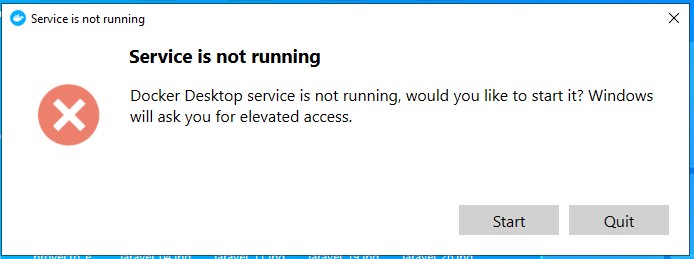 Service is not running
Service is not running
Docker Desktop service is not running, would you like to start it? Windows
will ask you for elevated access.
Start Quit